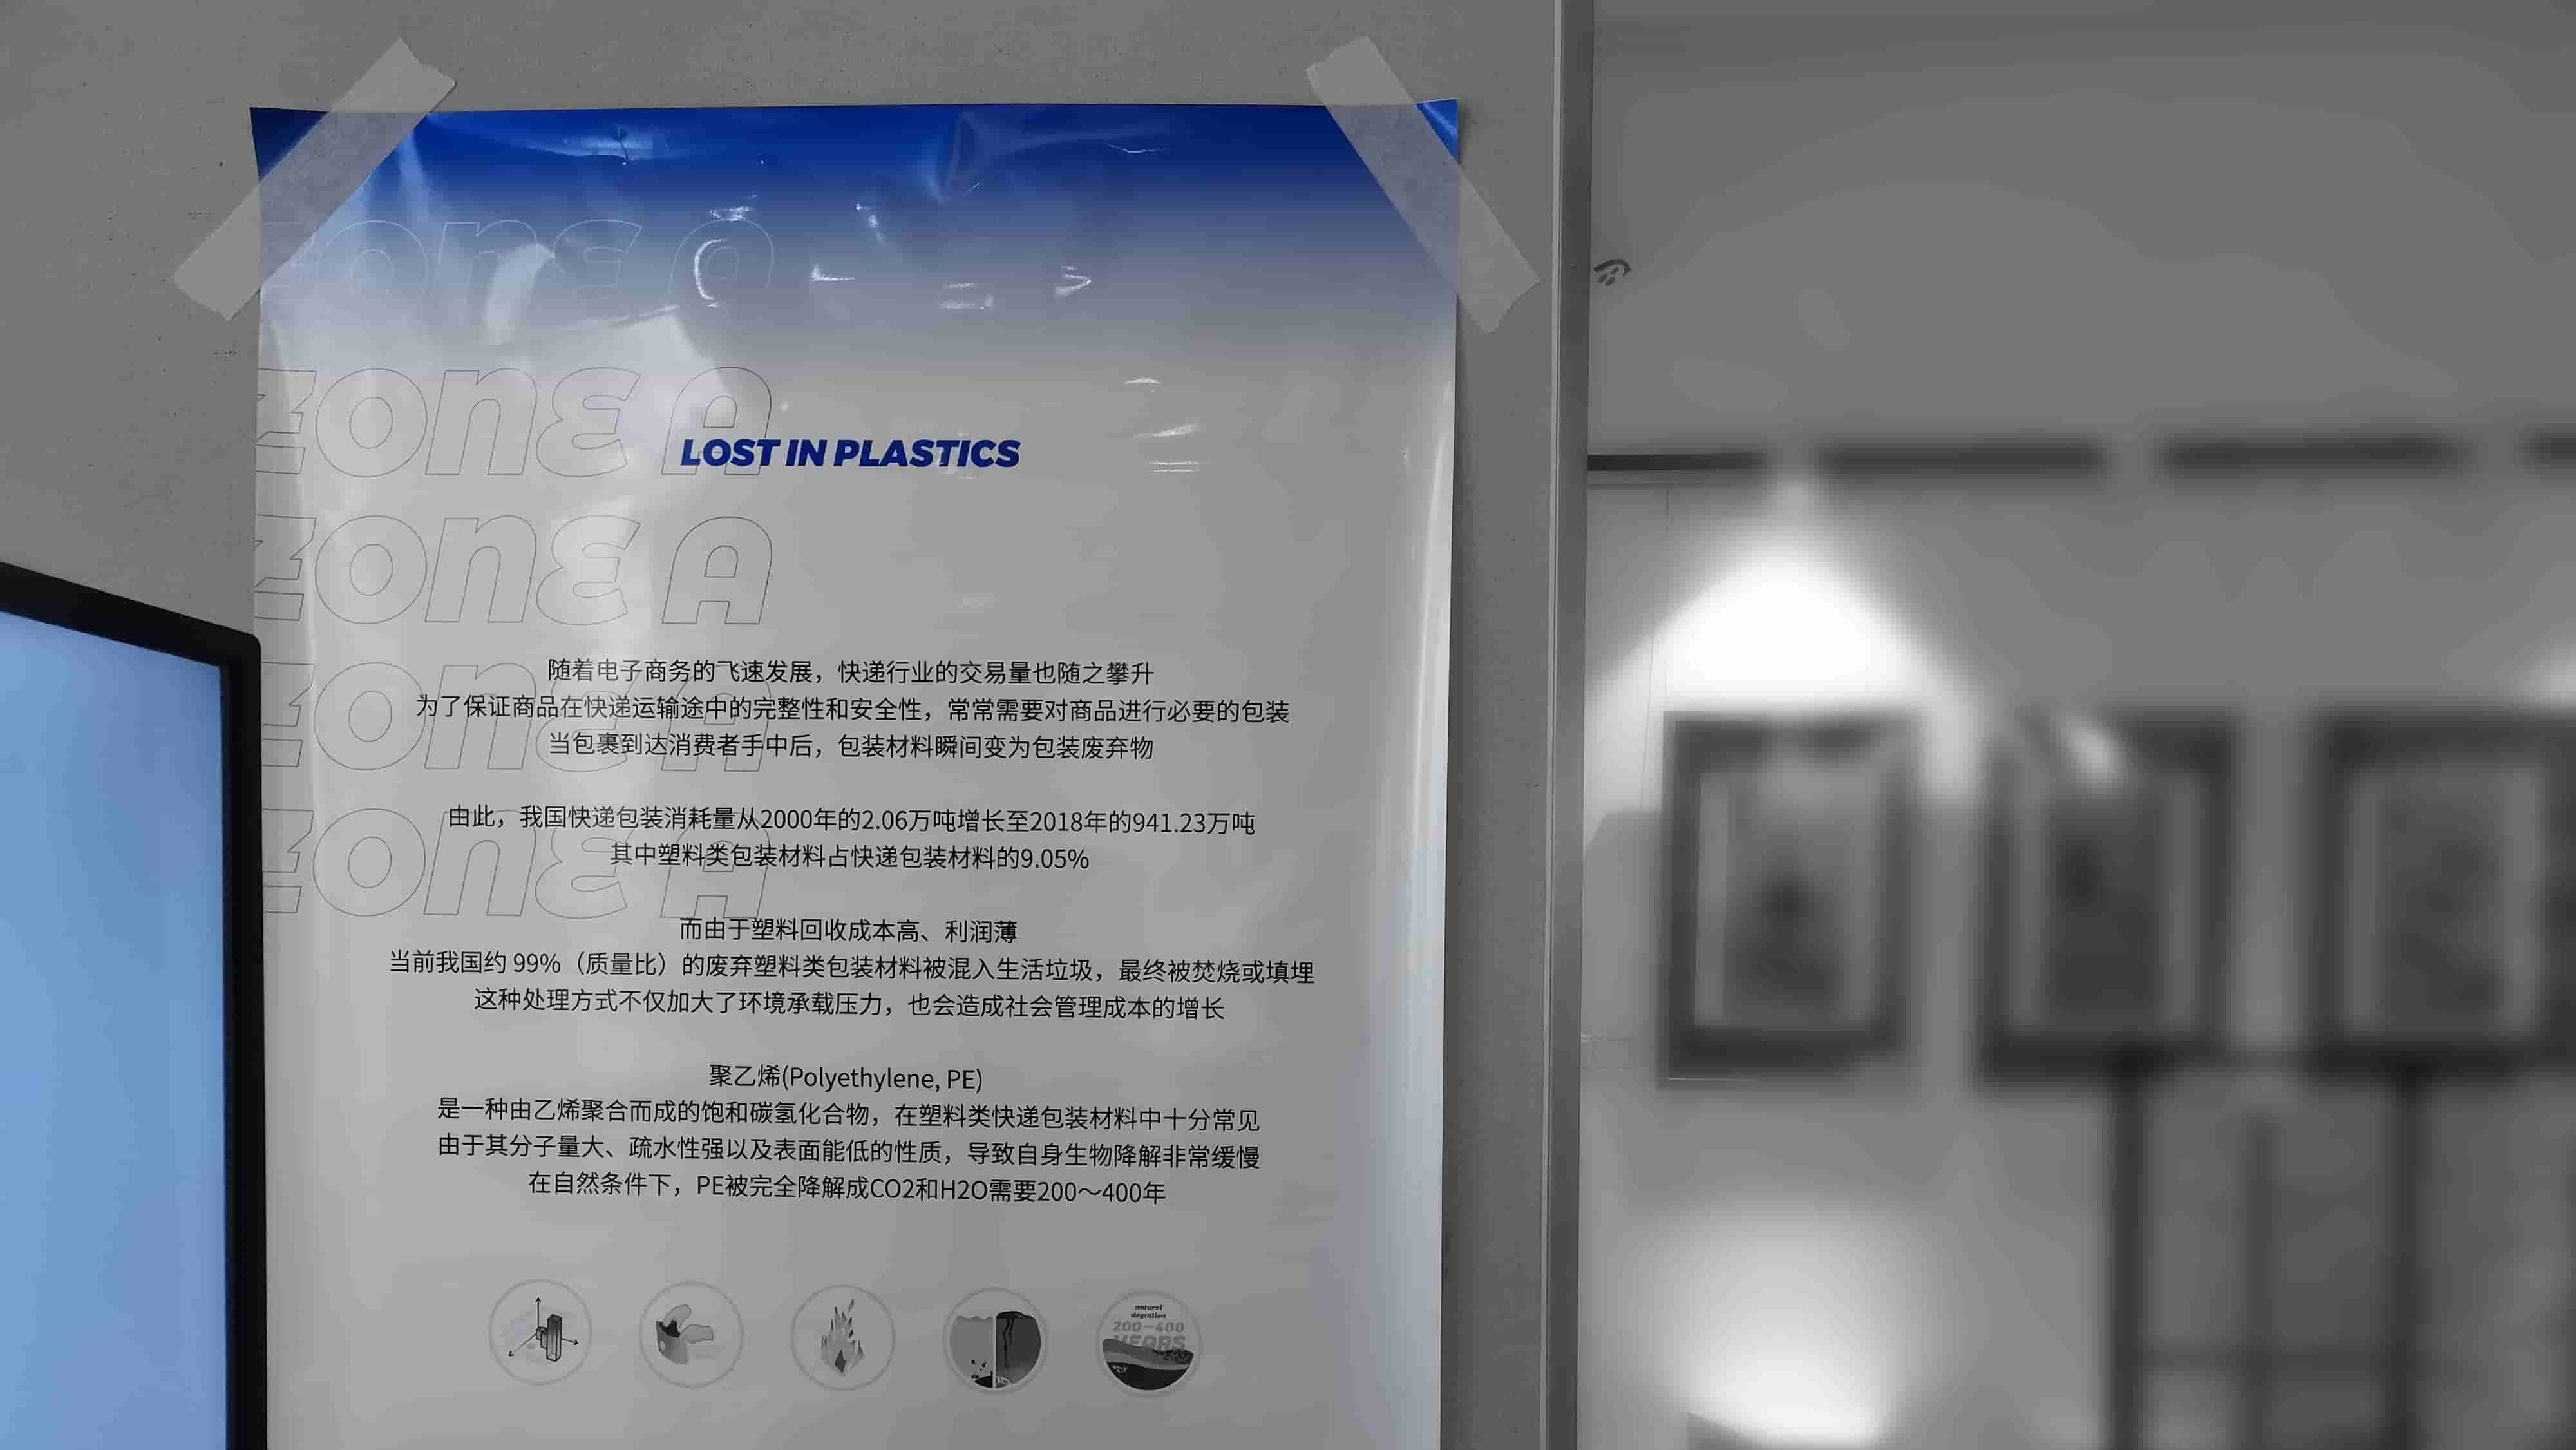 ZONE A
ZONE A
LOST IN PLASTICS
ZONE A
ZONE A
随着电子商务的飞速发展，快递行业的交易量也随之攀升
为了保证商品在快递运输途中的完整性和安全性，常常需要对商品进行必要的包装
当包裹到达消费者手中后，包装材料瞬间变为包装废弃物
ZONE A
由此，我国快递包装消耗量从2000年的2.06万吨增长至2018年的941.23万吨
其中塑料类包装材料占快递包装材料的9.05%
而由于塑料回收成本高、利润薄
当前我国约 99%（质量比）的废弃塑料类包装材料被混入生活垃圾，最终被焚烧或填埋
这种处理方式不仅加大了环境承载压力，也会造成社会管理成本的增长
聚乙烯(Polyethylene, PE)
是一种由乙烯聚合而成的饱和碳氢化合物，在塑料类快递包装材料中十分常见
由于其分子量大、疏水性强以及表面能低的性质，导致自身生物降解非常缓慢
在自然条件下，PE被完全降解成CO2和H2O需要200～400年
natural
degration
200—400
YEARS